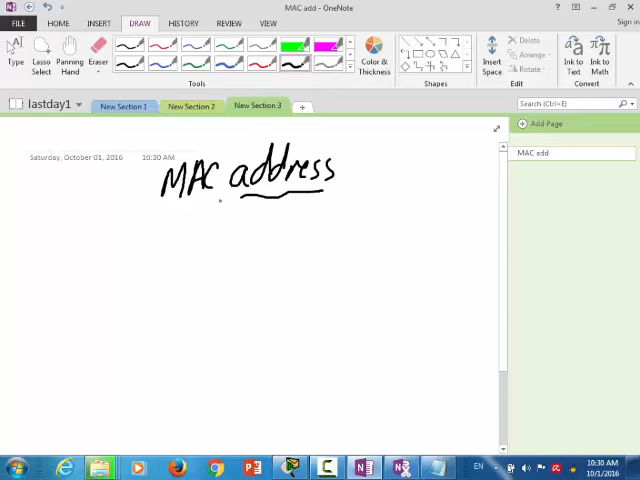 MAC add - OneNote
? Sign in
FILE HOME INSERT DRAW HISTORY REVIEW VIEW
Type Lasso Select Panning Hand Eraser Color & Thickness Insert Space Delete Arrange Rotate Ink to Text Ink to Math
Tools Shapes Edit Convert
lastday1 New Section 1 New Section 2 New Section 3 + Search (Ctrl+E)
Add Page
MAC add
Saturday, October 01, 2016 10:30 AM
MAC address
EN 10:30 AM
10/1/2016